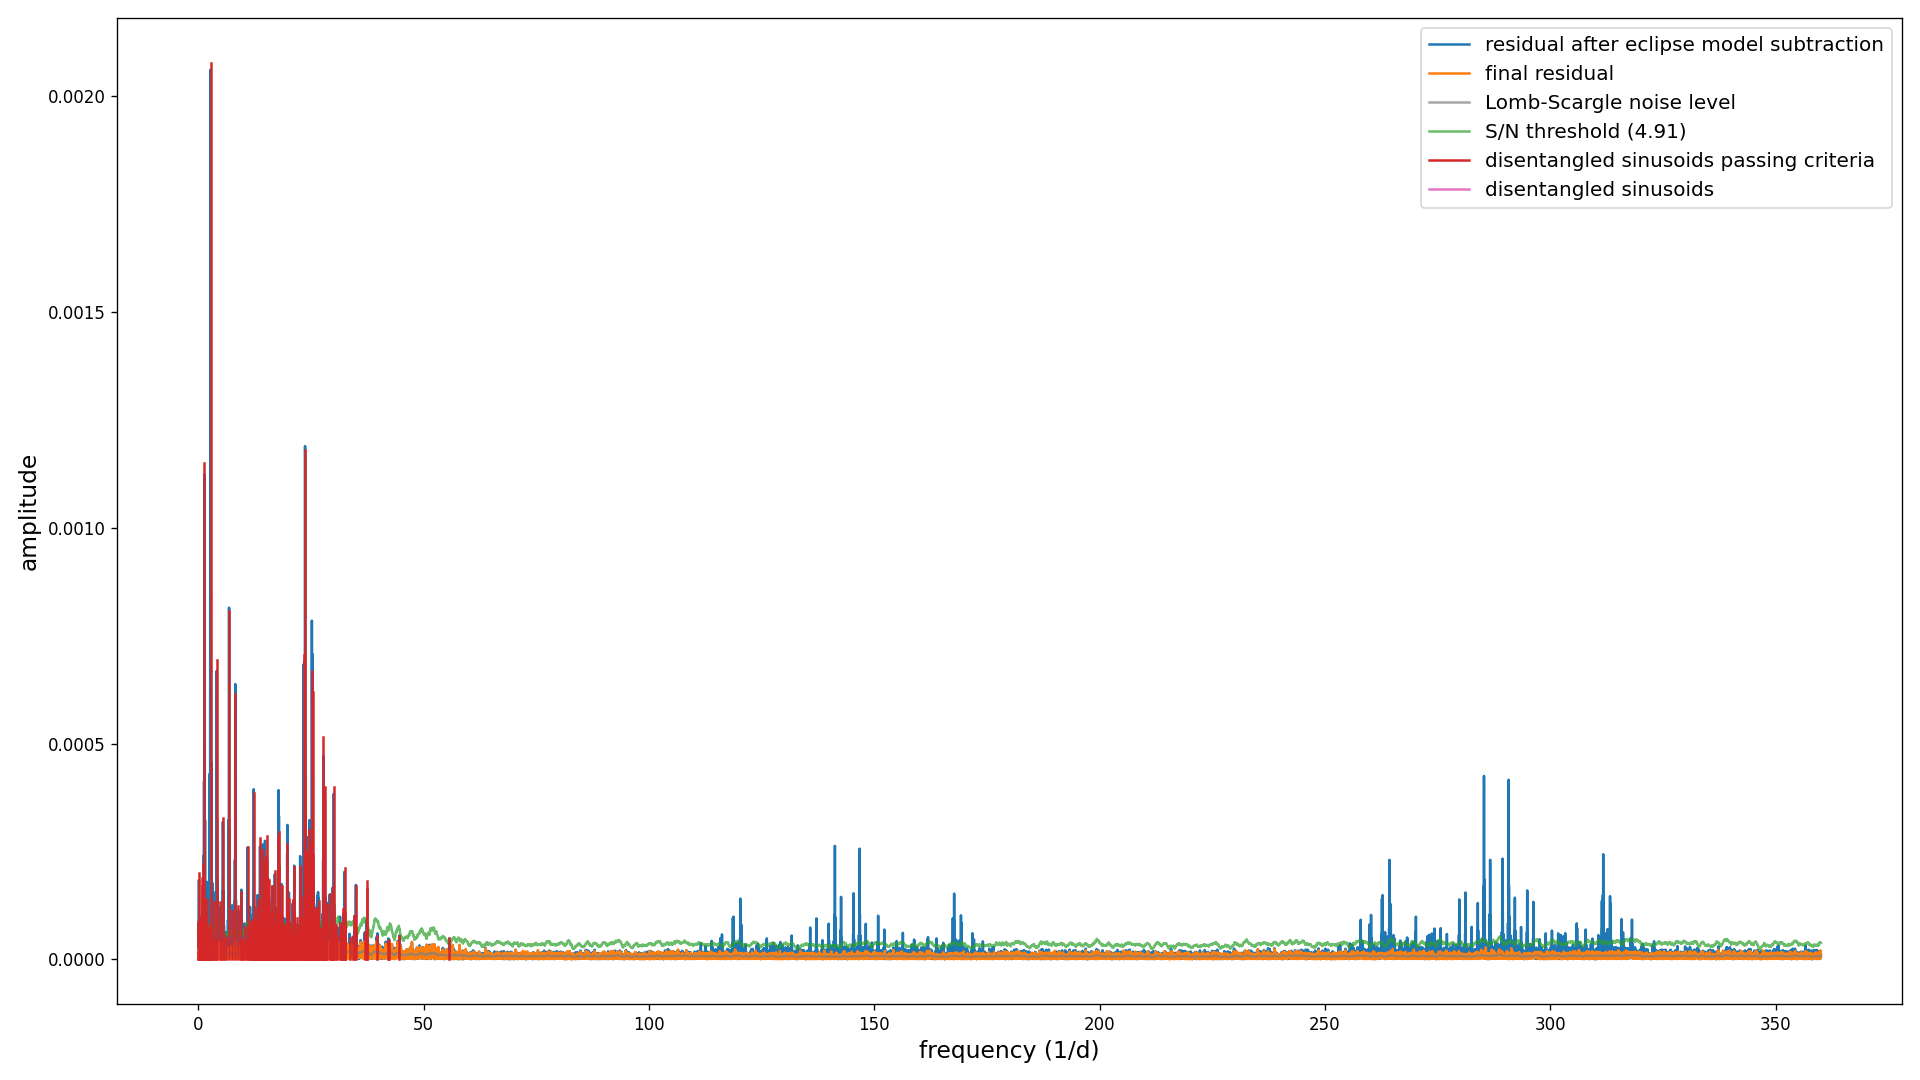 residual after eclipse model subtraction
final residual
Lomb-Scargle noise level
S/N threshold (4.91)
disentangled sinusoids passing criteria
disentangled sinusoids
0.0020
0.0015
0.0010
0.0005
0.0000
amplitude
0 50 100 150 200 250 300 350
frequency (1/d)